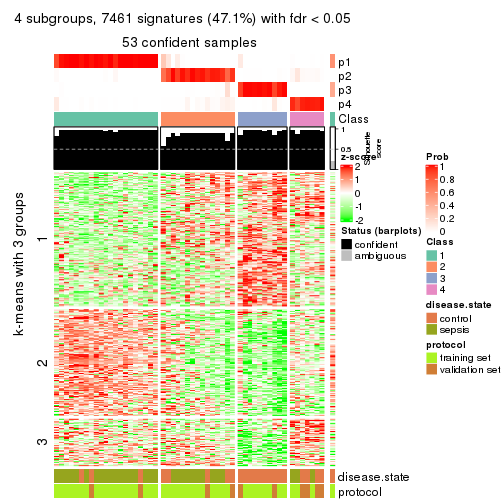 4 subgroups, 7461 signatures (47.1%) with fdr < 0.05
53 confident samples
p1
p2
p3
p4
Class
1
0.5
0
Silhouette
score
k-means with 3 groups
1
2
3
z-score
2
1
0
-1
-2
Status (barplots)
confident
ambiguous
Prob
1
0.8
0.6
0.4
0.2
0
Class
1
2
3
4
disease.state
control
sepsis
protocol
training set
validation set
disease.state
protocol